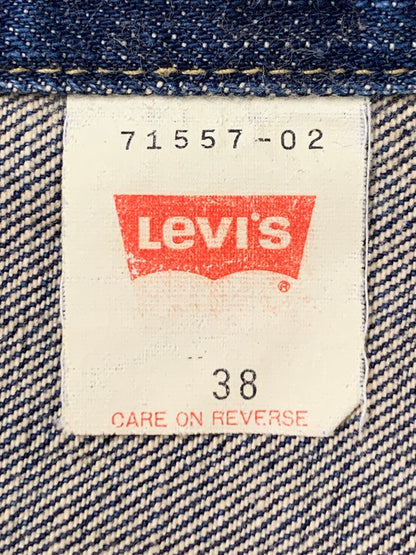 71557-02
Levi's
®
38
CARE ON REVERSE